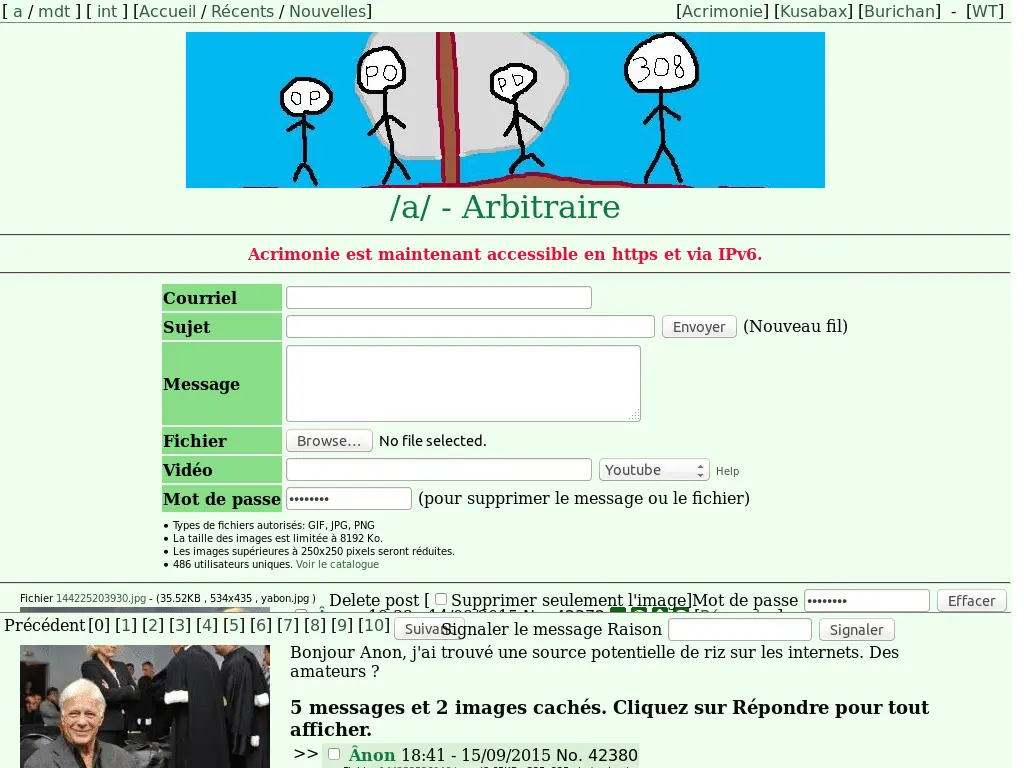 [ a / mdt ] [ int ] [Accueil / Récents / Nouvelles]
[Acrimonie] [Kusabax] [Burichan] - [WT]
OP
PO
PD
308
/a/ - Arbitraire
Acrimonie est maintenant accessible en https et via IPv6.
Courriel
Sujet Envoyer (Nouveau fil)
Message
Fichier Browse... No file selected.
Vidéo Youtube Help
Mot de passe •••••••• (pour supprimer le message ou le fichier)
• Types de fichiers autorisés: GIF, JPG, PNG
• La taille des images est limitée à 8192 Ko.
• Les images supérieures à 250x250 pixels seront réduites.
• 486 utilisateurs uniques. Voir le catalogue
Fichier 144225203930.jpg - (35.52KB , 534x435 , yabon.jpg )
Delete post [ Supprimer seulement l'image]Mot de passe •••••••• Effacer
Précédent [0] [1] [2] [3] [4] [5] [6] [7] [8] [9] [10] Suivant
Signaler le message Raison Signaler
Bonjour Anon, j'ai trouvé une source potentielle de riz sur les internets. Des
amateurs ?
5 messages et 2 images cachés. Cliquez sur Répondre pour tout
afficher.
>> Ânon 18:41 - 15/09/2015 No. 42380